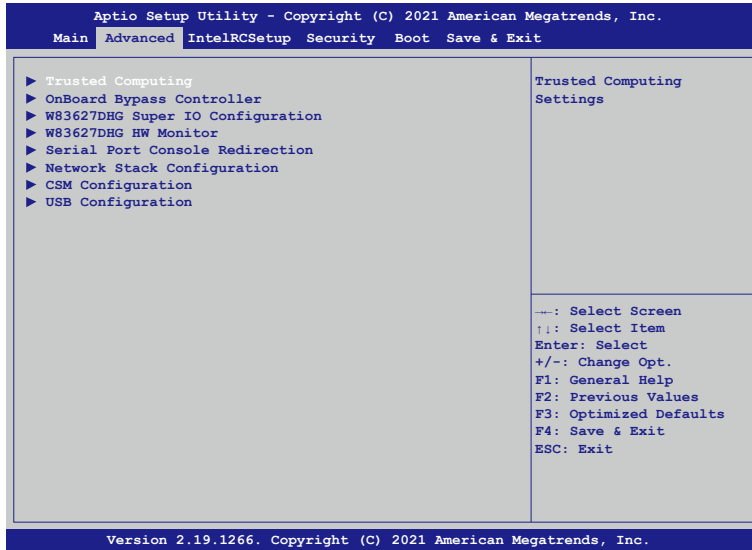 Aptio Setup Utility - Copyright (C) 2021 American Megatrends, Inc.
Main Advanced IntelRCSetup Security Boot Save & Exit
▶ Trusted Computing
▶ OnBoard Bypass Controller
▶ W83627DHG Super IO Configuration
▶ W83627DHG HW Monitor
▶ Serial Port Console Redirection
▶ Network Stack Configuration
▶ CSM Configuration
▶ USB Configuration
Trusted Computing
Settings
→←: Select Screen
↑↓: Select Item
Enter: Select
+/-: Change Opt.
F1: General Help
F2: Previous Values
F3: Optimized Defaults
F4: Save & Exit
ESC: Exit
Version 2.19.1266. Copyright (C) 2021 American Megatrends, Inc.